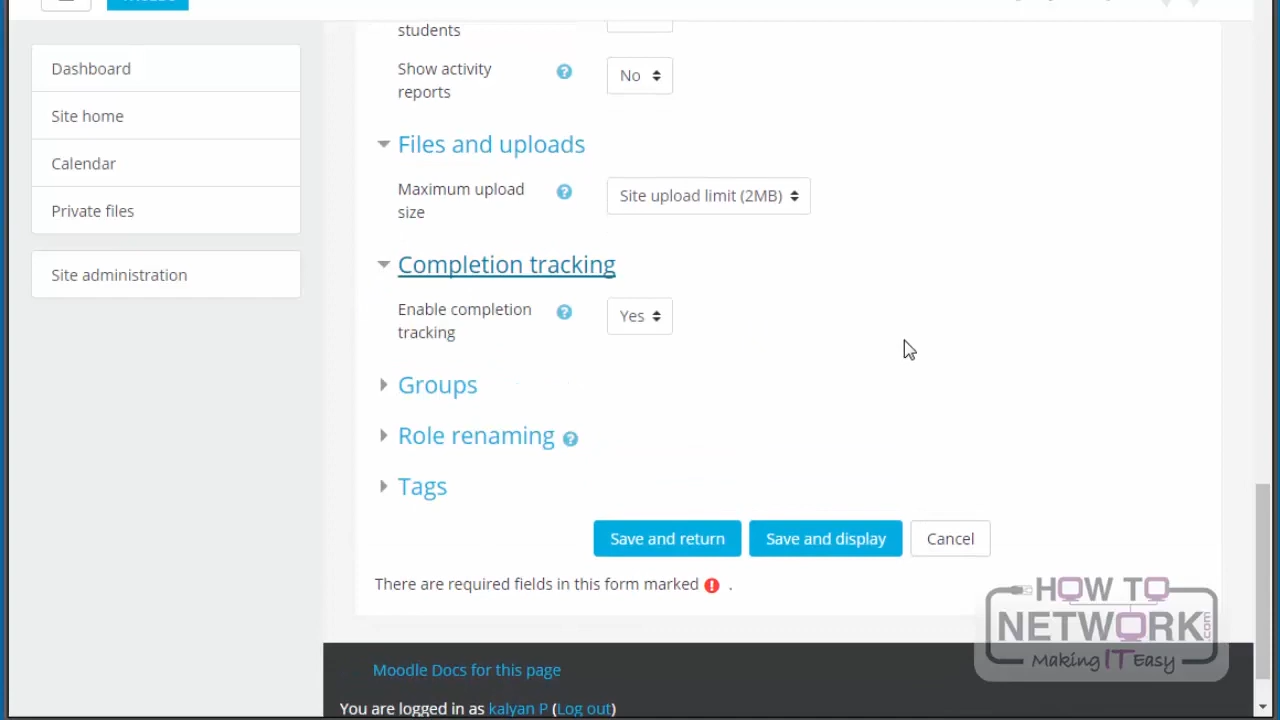 students
Dashboard
Show activity
reports
No
Site home
Files and uploads
Calendar
Maximum upload
size
Site upload limit (2MB)
Private files
Completion tracking
Site administration
Enable completion
tracking
Yes
Groups
Role renaming
Tags
Save and return
Save and display
Cancel
There are required fields in this form marked .
HOW TO
NETWORK.com
Making IT Easy
Moodle Docs for this page
You are logged in as kalyan P (Log out)